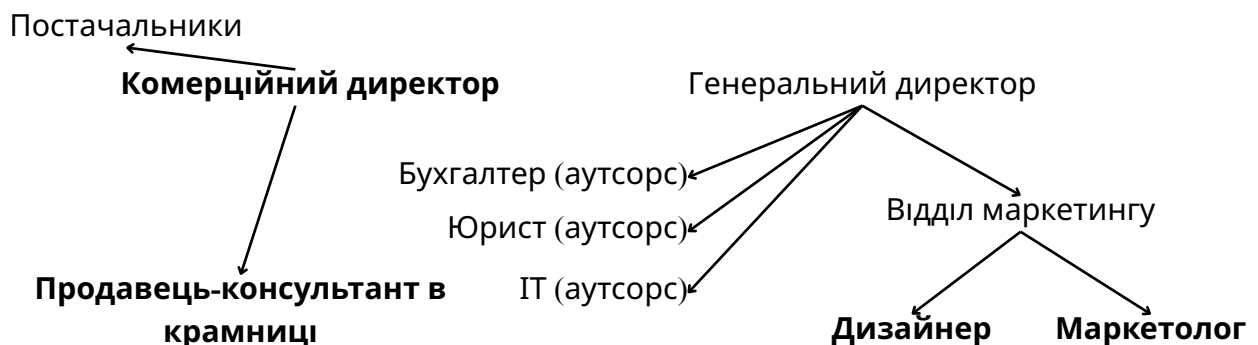 Постачальники
Комерційний директор
Генеральний директор
Бухгалтер (аутсорс)
Відділ маркетингу
Юрист (аутсорс)
Продавець-консультант в
крамниці
ІТ (аутсорс)
Дизайнер
Маркетолог